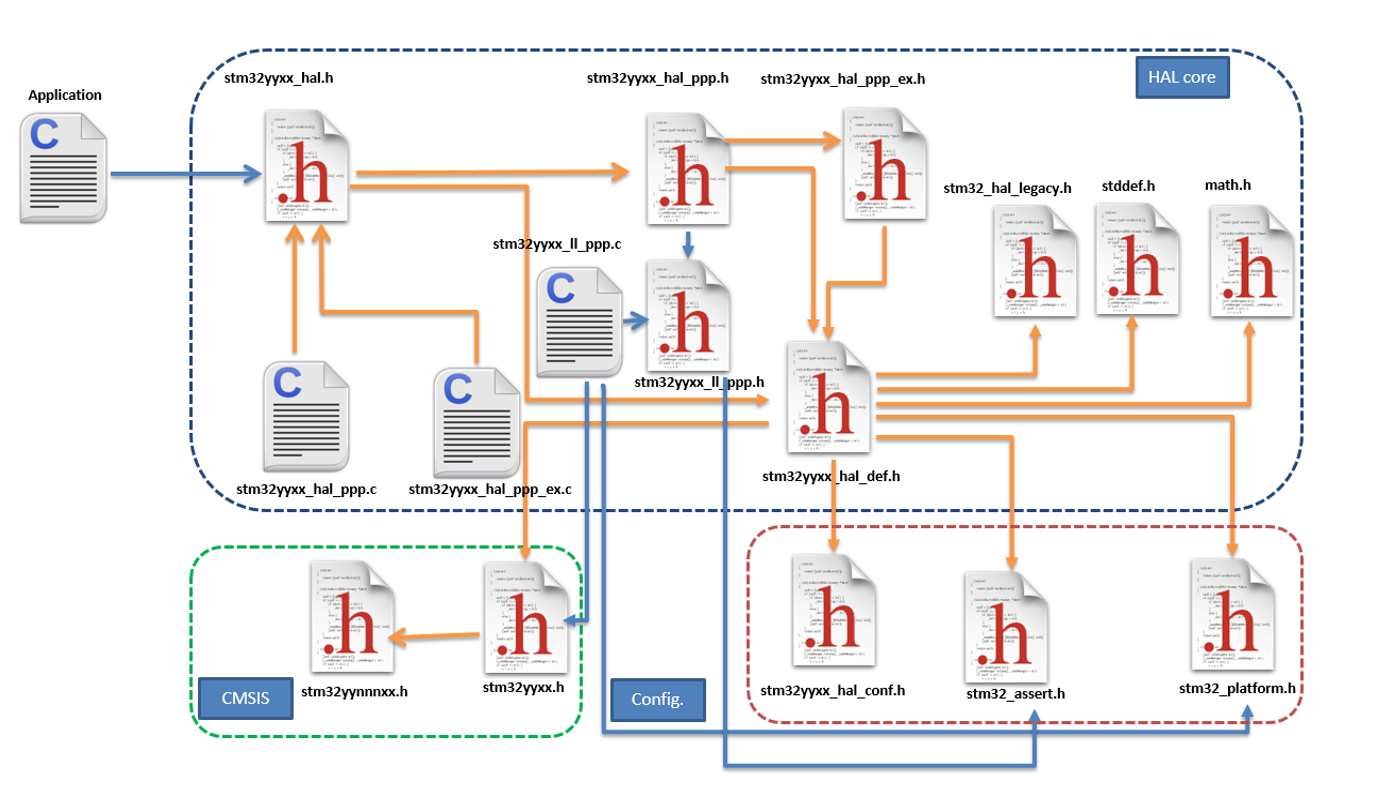 stm32yyxx_hal.h
stm32yyxx_hal_ppp.h
stm32yyxx_hal_ppp_ex.h
HAL core
Application
C
.h
.h
.h
stm32_hal_legacy.h
stddef.h
math.h
stm32yyxx_ll_ppp.c
.h
.h
.h
C
.h
stm32yyxx_ll_ppp.h
C
C
.h
stm32yyxx_hal_def.h
stm32yyxx_hal_ppp.c
stm32yyxx_hal_ppp_ex.c
.h
.h
.h
.h
.h
stm32yynnnxx.h
stm32yyxx.h
stm32yyxx_hal_conf.h
stm32_assert.h
stm32_platform.h
CMSIS
Config.